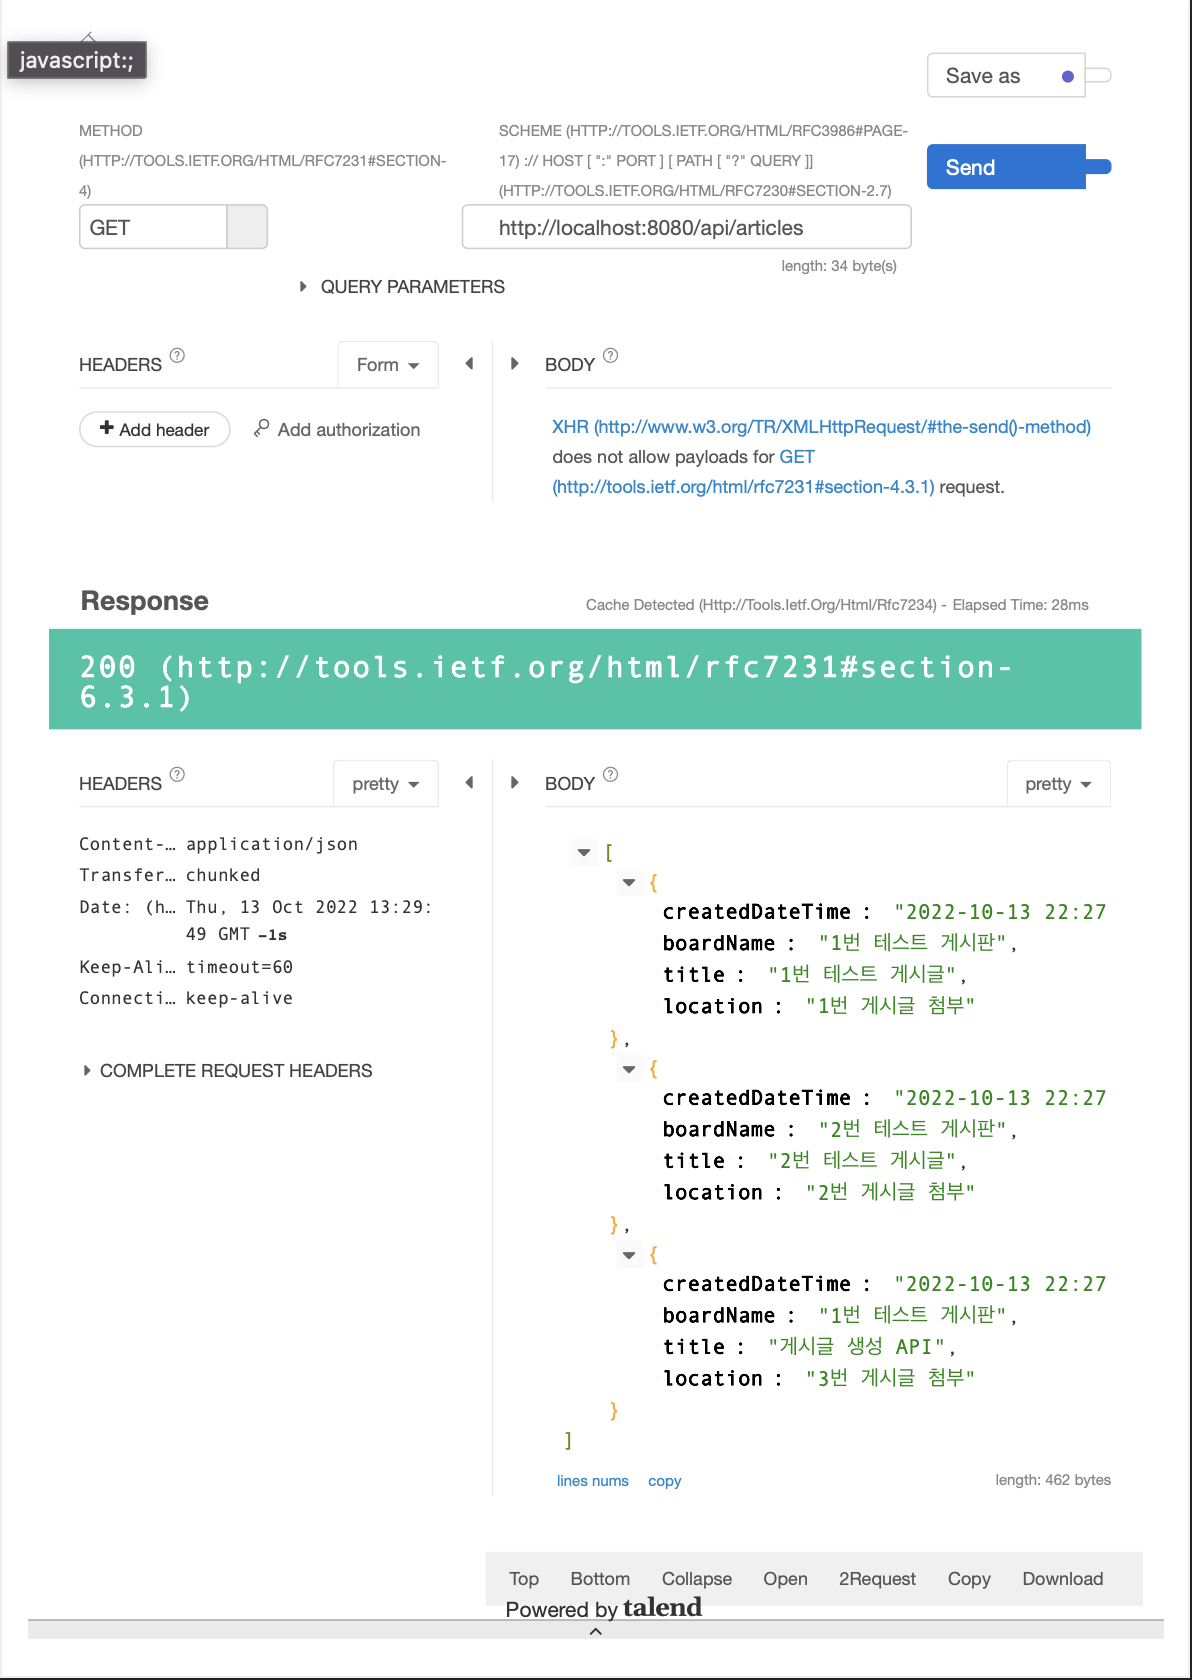 javascript:;
Save as
METHOD
(HTTP://TOOLS.IETF.ORG/HTML/RFC7231#SECTION-
4)
GET
SCHEME (HTTP://TOOLS.IETF.ORG/HTML/RFC3986#PAGE-
17) :// HOST [ ":" PORT ] [ PATH [ "?" QUERY ]]
(HTTP://TOOLS.IETF.ORG/HTML/RFC7230#SECTION-2.7)
http://localhost:8080/api/articles
Send
length: 34 byte(s)
QUERY PARAMETERS
HEADERS ?
Form
Add header
Add authorization
BODY ?
XHR (http://www.w3.org/TR/XMLHttpRequest/#the-send()-method)
does not allow payloads for GET
(http://tools.ietf.org/html/rfc7231#section-4.3.1) request.
Response
Cache Detected (Http://Tools.Ietf.Org/Html/Rfc7234) - Elapsed Time: 28ms
200 (http://tools.ietf.org/html/rfc7231#section-
6.3.1)
HEADERS ?
pretty
Content-… application/json
Transfer… chunked
Date: (h… Thu, 13 Oct 2022 13:29:
49 GMT -1s
Keep-Ali… timeout=60
Connecti… keep-alive
COMPLETE REQUEST HEADERS
BODY ?
pretty
[
{
createdDateTime : "2022-10-13 22:27
boardName : "1번 테스트 게시판",
title : "1번 테스트 게시글",
location : "1번 게시글 첨부"
},
{
createdDateTime : "2022-10-13 22:27
boardName : "2번 테스트 게시판",
title : "2번 테스트 게시글",
location : "2번 게시글 첨부"
},
{
createdDateTime : "2022-10-13 22:27
boardName : "1번 테스트 게시판",
title : "게시글 생성 API",
location : "3번 게시글 첨부"
}
]
lines nums copy
length: 462 bytes
Top Bottom Collapse Open 2Request Copy Download
Powered by talend